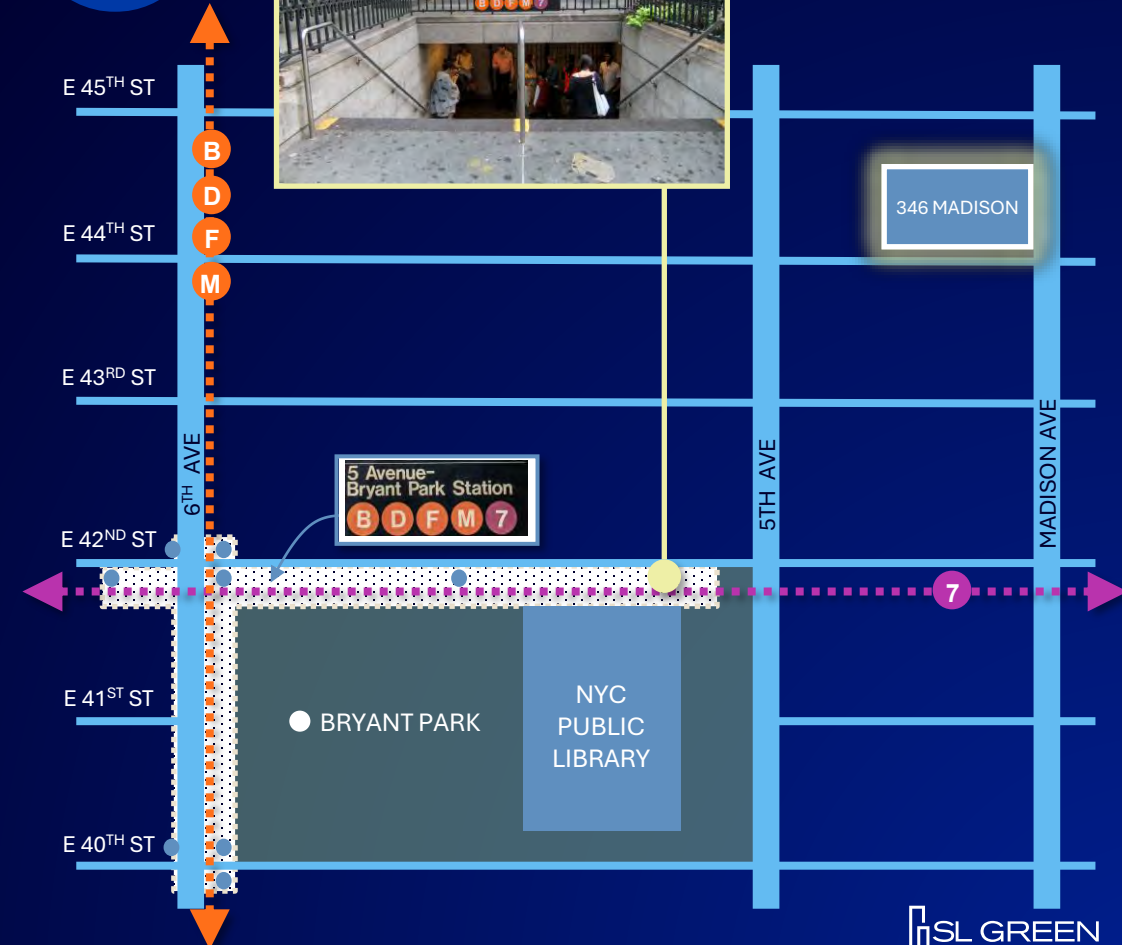 B D F M 7
E 45TH ST
B
D
346 MADISON
E 44TH ST
F
M
E 43RD ST
6TH AVE
5TH AVE
MADISON AVE
5 Avenue–
Bryant Park Station
B D F M 7
E 42ND ST
7
E 41ST ST
BRYANT PARK
NYC
PUBLIC
LIBRARY
E 40TH ST
SL GREEN